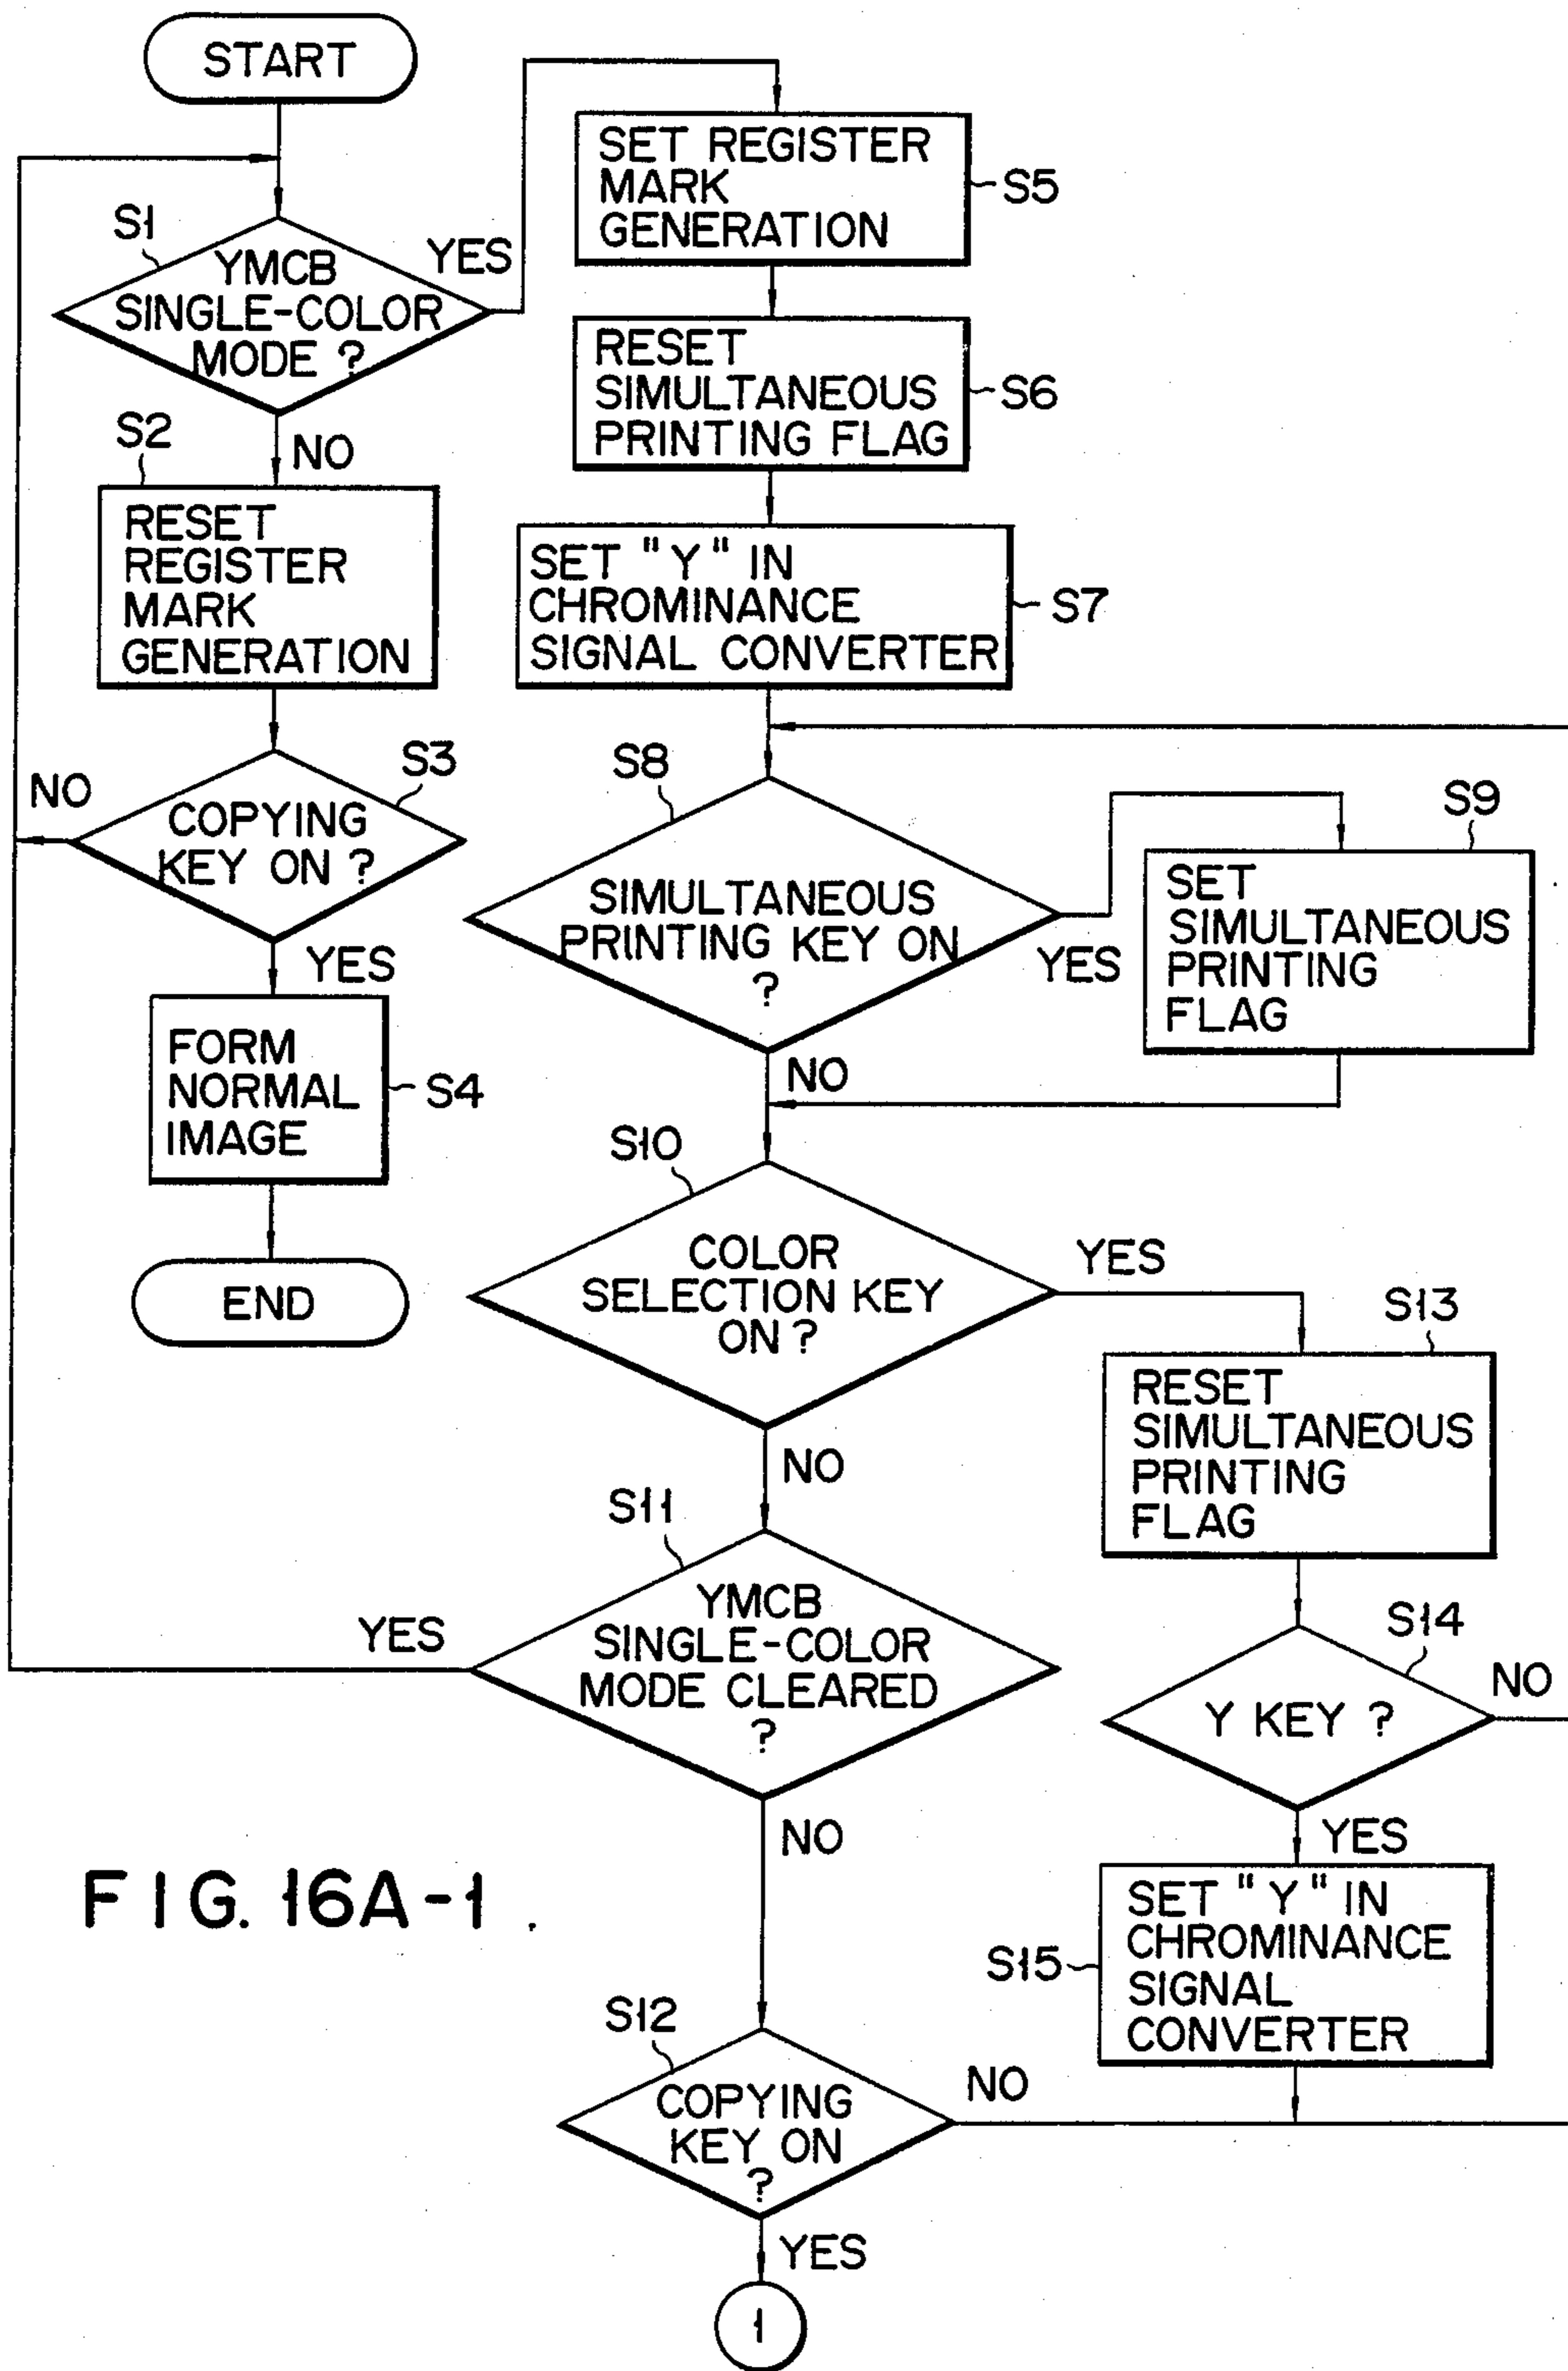 START
S1
YMCB
SINGLE-COLOR
MODE ?
YES
NO
S2
RESET
REGISTER
MARK
GENERATION
S3
COPYING
KEY ON ?
NO
YES
FORM
NORMAL
IMAGE
S4
END
SET REGISTER
MARK
GENERATION
S5
RESET
SIMULTANEOUS
PRINTING FLAG
S6
SET "Y" IN
CHROMINANCE
SIGNAL CONVERTER
S7
S8
SIMULTANEOUS
PRINTING KEY ON
?
YES
NO
S9
SET
SIMULTANEOUS
PRINTING
FLAG
S10
COLOR
SELECTION KEY
ON ?
YES
NO
S11
YMCB
SINGLE-COLOR
MODE CLEARED
?
YES
NO
S12
COPYING
KEY ON
?
NO
YES
1
S13
RESET
SIMULTANEOUS
PRINTING
FLAG
S14
Y KEY ?
NO
YES
S15
SET "Y" IN
CHROMINANCE
SIGNAL
CONVERTER
FIG. 16A-1